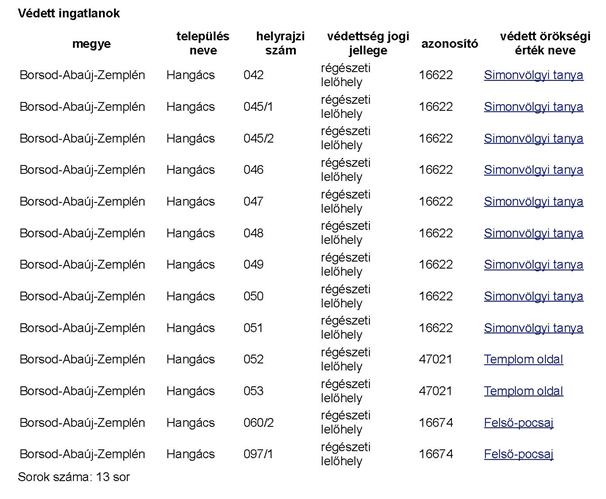 Védett ingatlanok
megye település neve helyrajzi szám védettség jogi jellege azonosító védett örökségi érték neve
Borsod-Abaúj-Zemplén Hangács 042 régészeti lelőhely 16622 Simonvölgyi tanya
Borsod-Abaúj-Zemplén Hangács 045/1 régészeti lelőhely 16622 Simonvölgyi tanya
Borsod-Abaúj-Zemplén Hangács 045/2 régészeti lelőhely 16622 Simonvölgyi tanya
Borsod-Abaúj-Zemplén Hangács 046 régészeti lelőhely 16622 Simonvölgyi tanya
Borsod-Abaúj-Zemplén Hangács 047 régészeti lelőhely 16622 Simonvölgyi tanya
Borsod-Abaúj-Zemplén Hangács 048 régészeti lelőhely 16622 Simonvölgyi tanya
Borsod-Abaúj-Zemplén Hangács 049 régészeti lelőhely 16622 Simonvölgyi tanya
Borsod-Abaúj-Zemplén Hangács 050 régészeti lelőhely 16622 Simonvölgyi tanya
Borsod-Abaúj-Zemplén Hangács 051 régészeti lelőhely 16622 Simonvölgyi tanya
Borsod-Abaúj-Zemplén Hangács 052 régészeti lelőhely 47021 Templom oldal
Borsod-Abaúj-Zemplén Hangács 053 régészeti lelőhely 47021 Templom oldal
Borsod-Abaúj-Zemplén Hangács 060/2 régészeti lelőhely 16674 Felső-pocsaj
Borsod-Abaúj-Zemplén Hangács 097/1 régészeti lelőhely 16674 Felső-pocsaj
Sorok száma: 13 sor